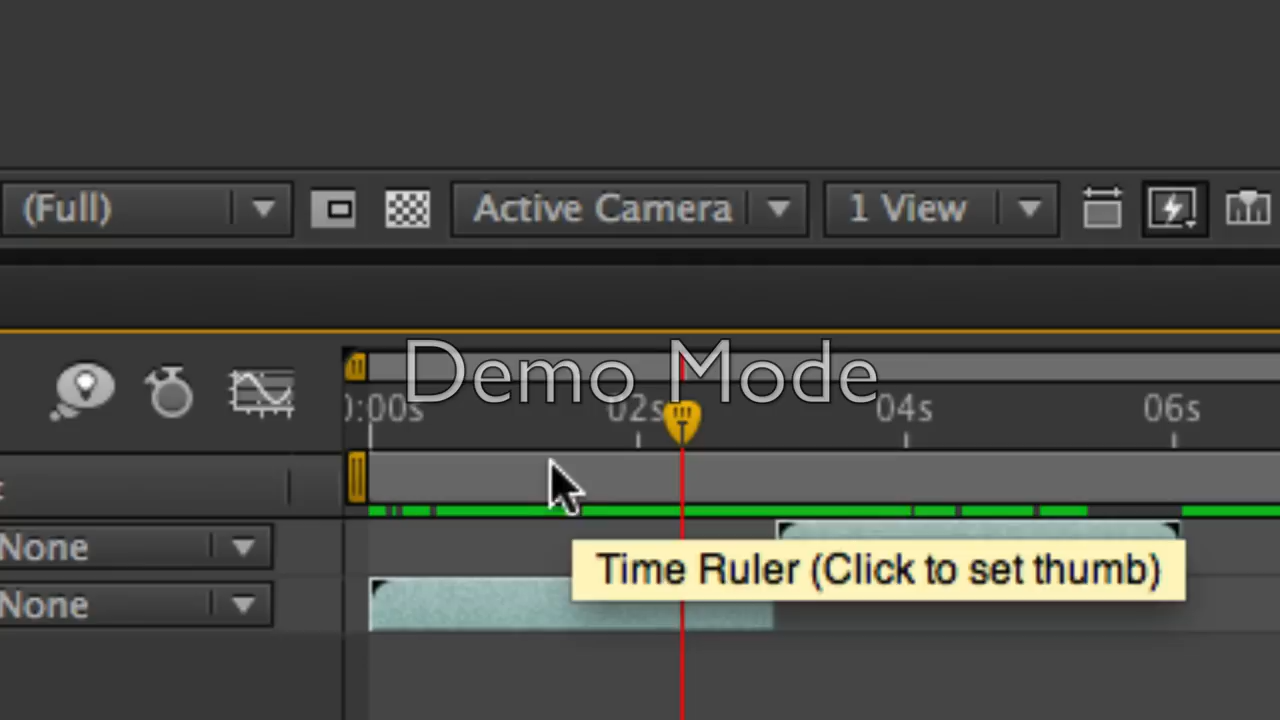 (Full) Active Camera 1 View
Demo Mode
0:00s 02s 04s 06s
None
Time Ruler (Click to set thumb)
None